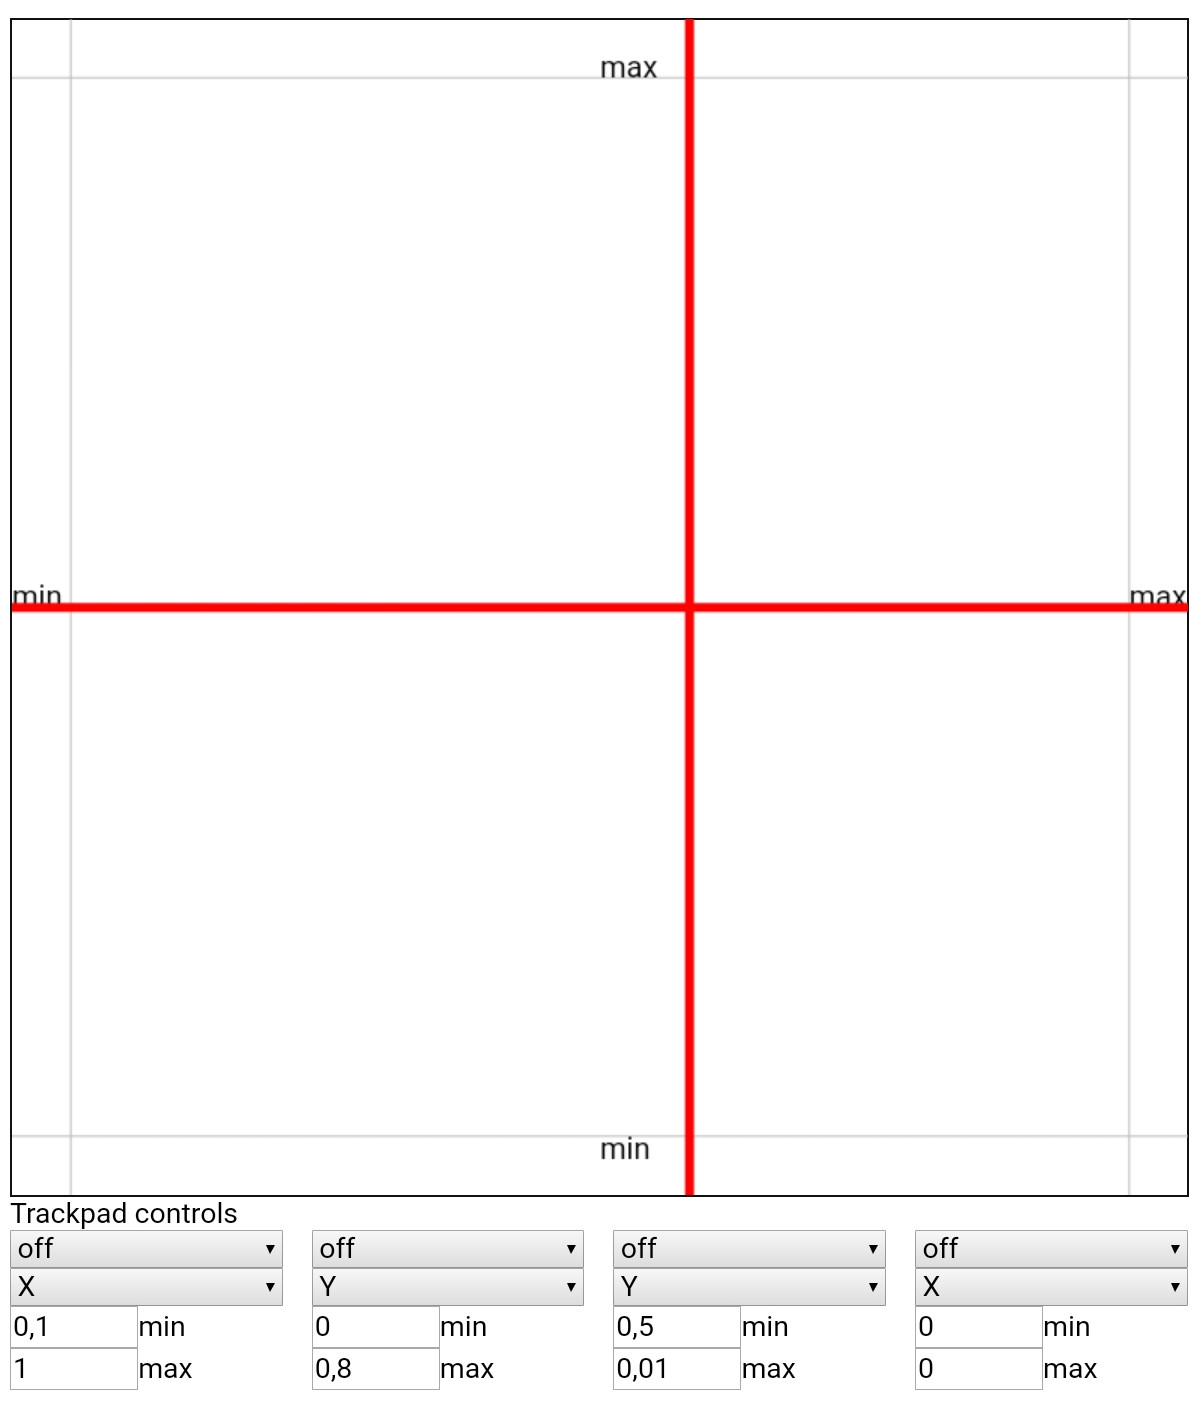 max
min max
min
Trackpad controls
off off off off
X Y Y X
0,1 min 0 min 0,5 min 0 min
1 max 0,8 max 0,01 max 0 max